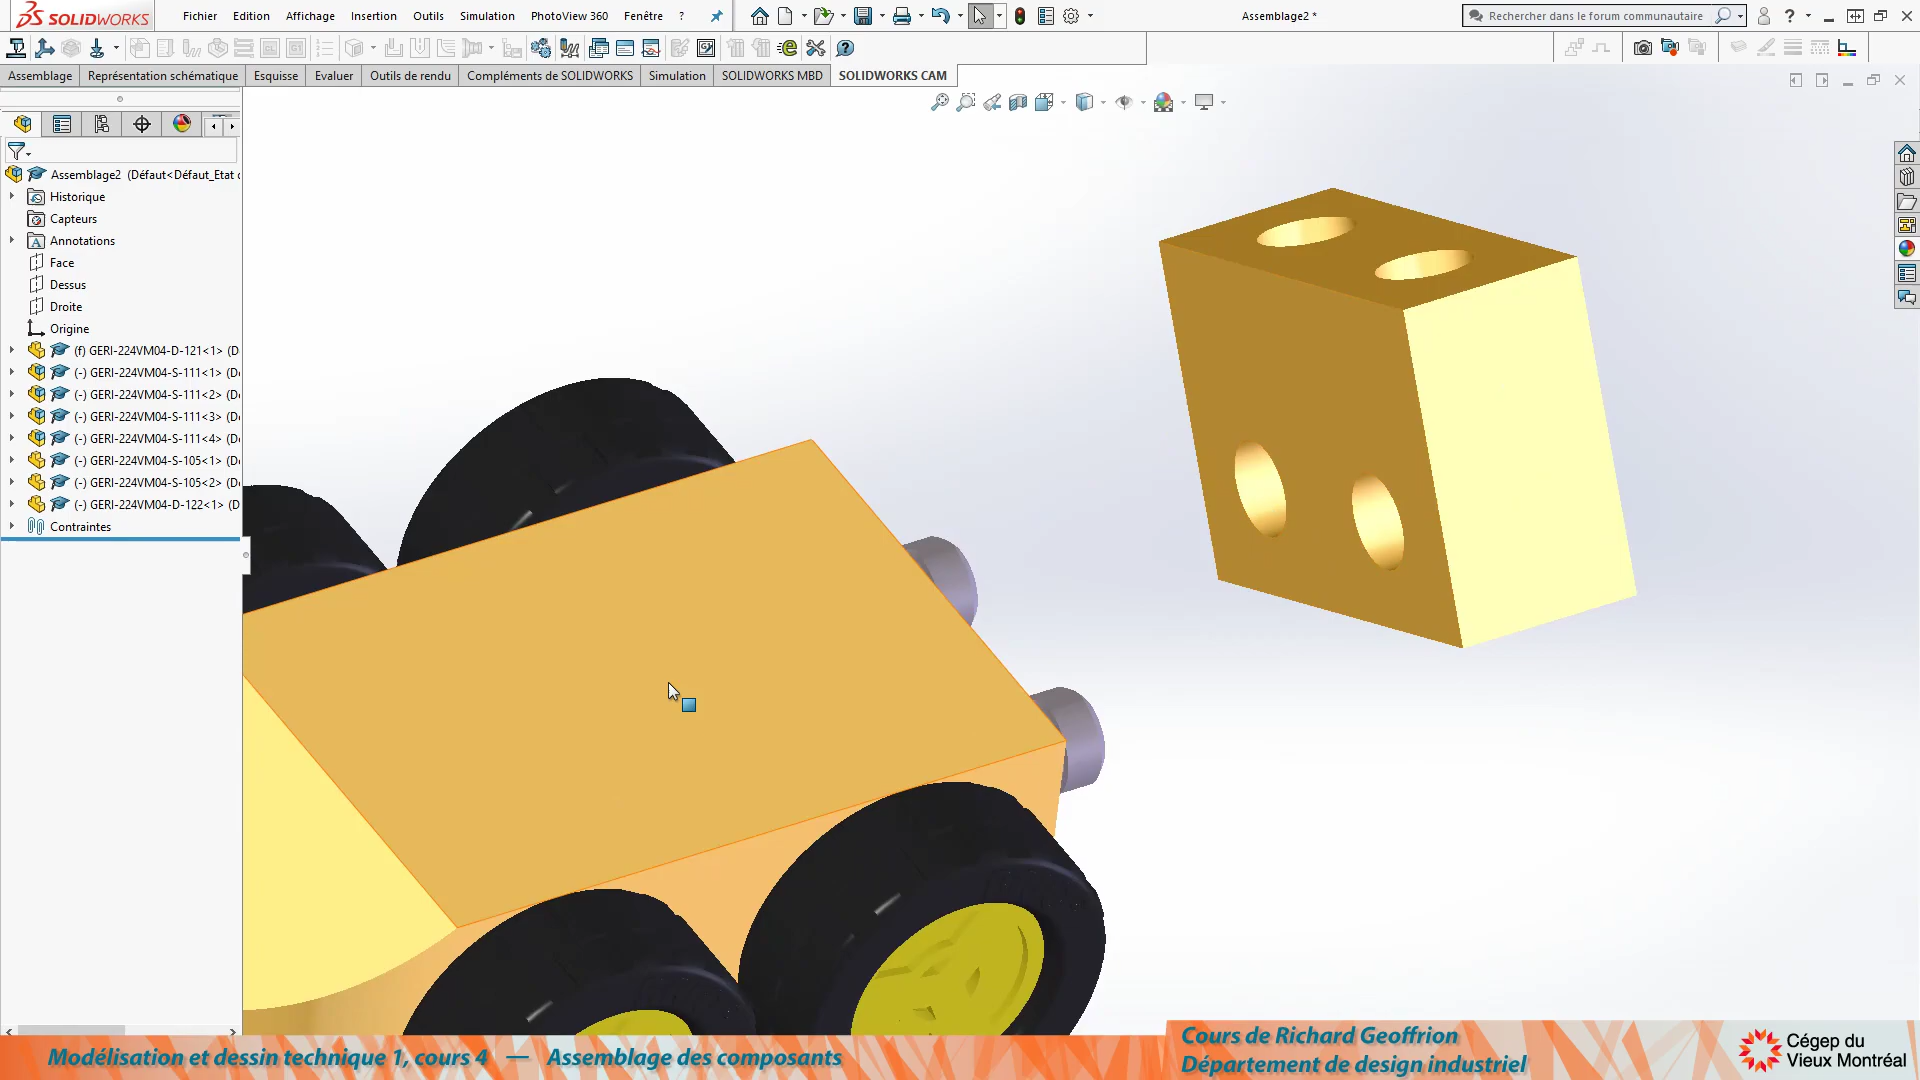 SOLIDWORKS
Fichier Edition Affichage Insertion Outils Simulation PhotoView 360 Fenêtre ?
Assemblage2 *
Rechercher dans le forum communautaire
Assemblage Représentation schématique Esquisse Evaluer Outils de rendu Compléments de SOLIDWORKS Simulation SOLIDWORKS MBD SOLIDWORKS CAM
Assemblage2 (Défaut<Défaut_Etat d
Historique
Capteurs
Annotations
Face
Dessus
Droite
Origine
(f) GERI-224VM04-D-121<1> (D
(-) GERI-224VM04-S-111<1> (D
(-) GERI-224VM04-S-111<2> (D
(-) GERI-224VM04-S-111<3> (D
(-) GERI-224VM04-S-111<4> (D
(-) GERI-224VM04-S-105<1> (D
(-) GERI-224VM04-S-105<2> (D
(-) GERI-224VM04-D-122<1> (D
Contraintes
Modélisation et dessin technique 1, cours 4 — Assemblage des composants
Cours de Richard Geoffrion
Département de design industriel
Cégep du
Vieux Montréal